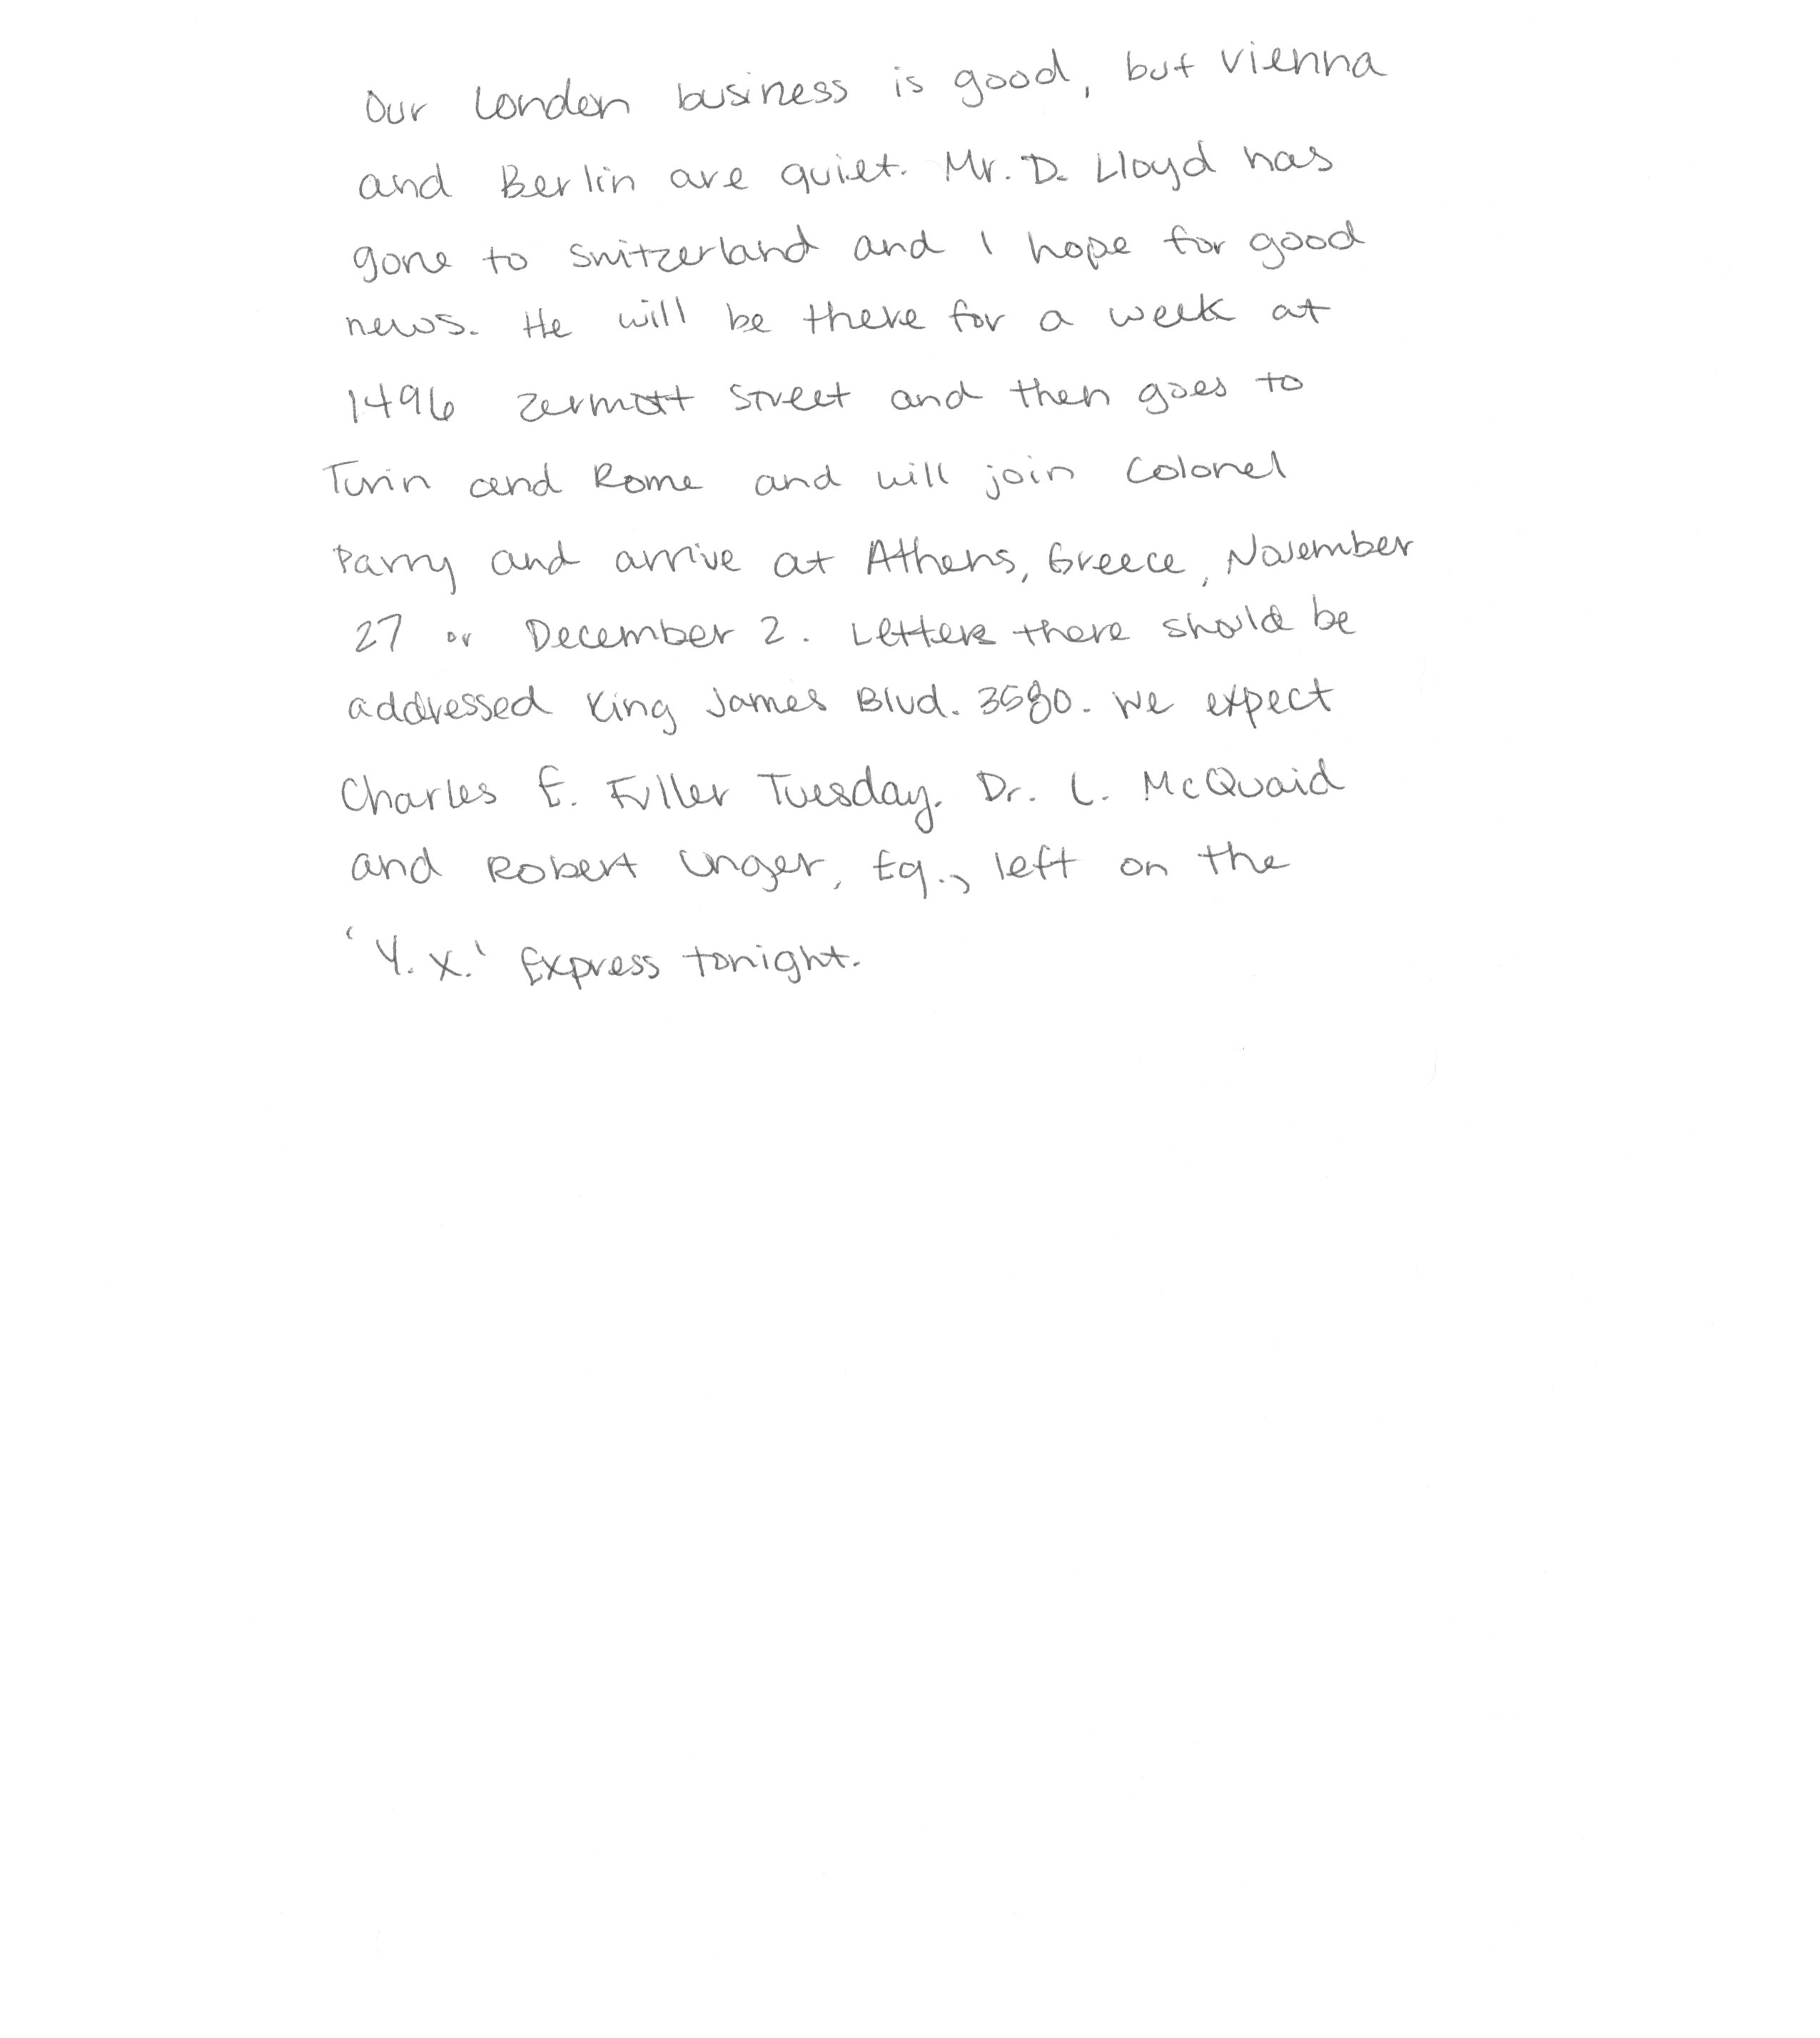 Our London business is good, but Vienna
and Berlin are quiet. Mr. D. Lloyd has
gone to Switzerland and I hope for good
news. He will be there for a week at
1496 Zermott Street and then goes to
Turin and Rome and will join Colonel
Parry and arrive at Athens, Greece, November
27 or December 2. Letters there should be
addressed King James Blvd. 3580. We expect
Charles E. Fuller Tuesday. Dr. L. McQuaid
and Robert Unger, Eq., left on the
'Y. X.' Express tonight.